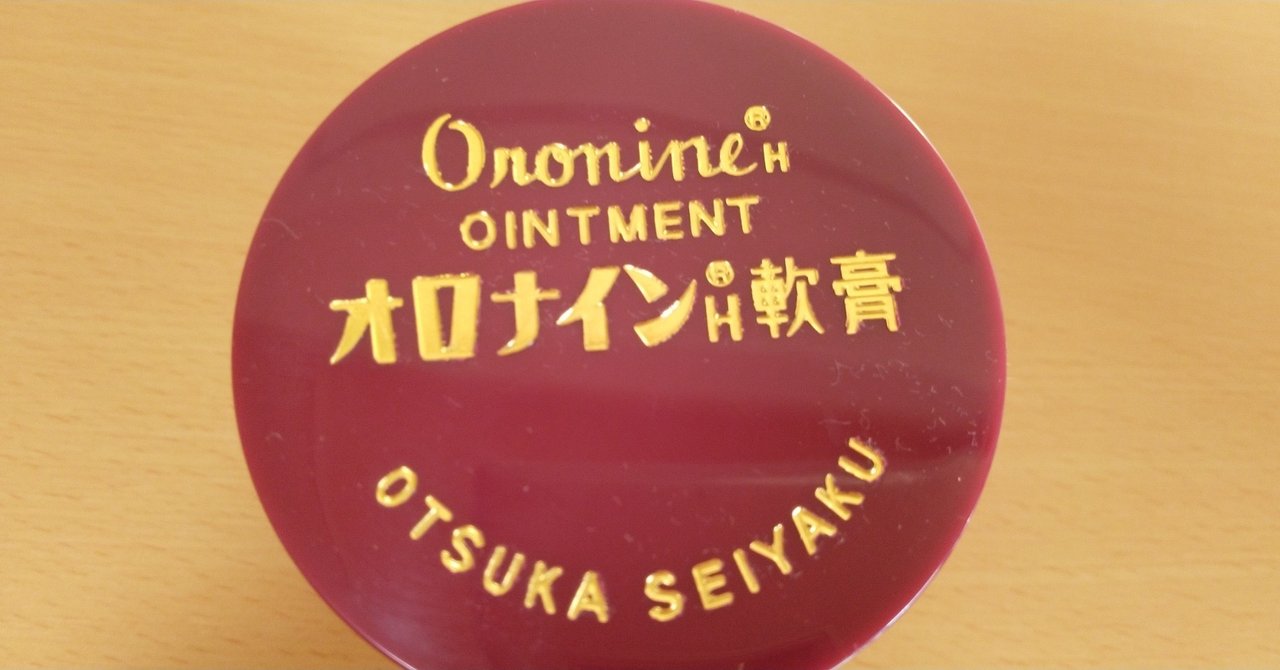 Oronine®H
OINTMENT
オロナイン®H軟膏
OTSUKA SEIYAKU